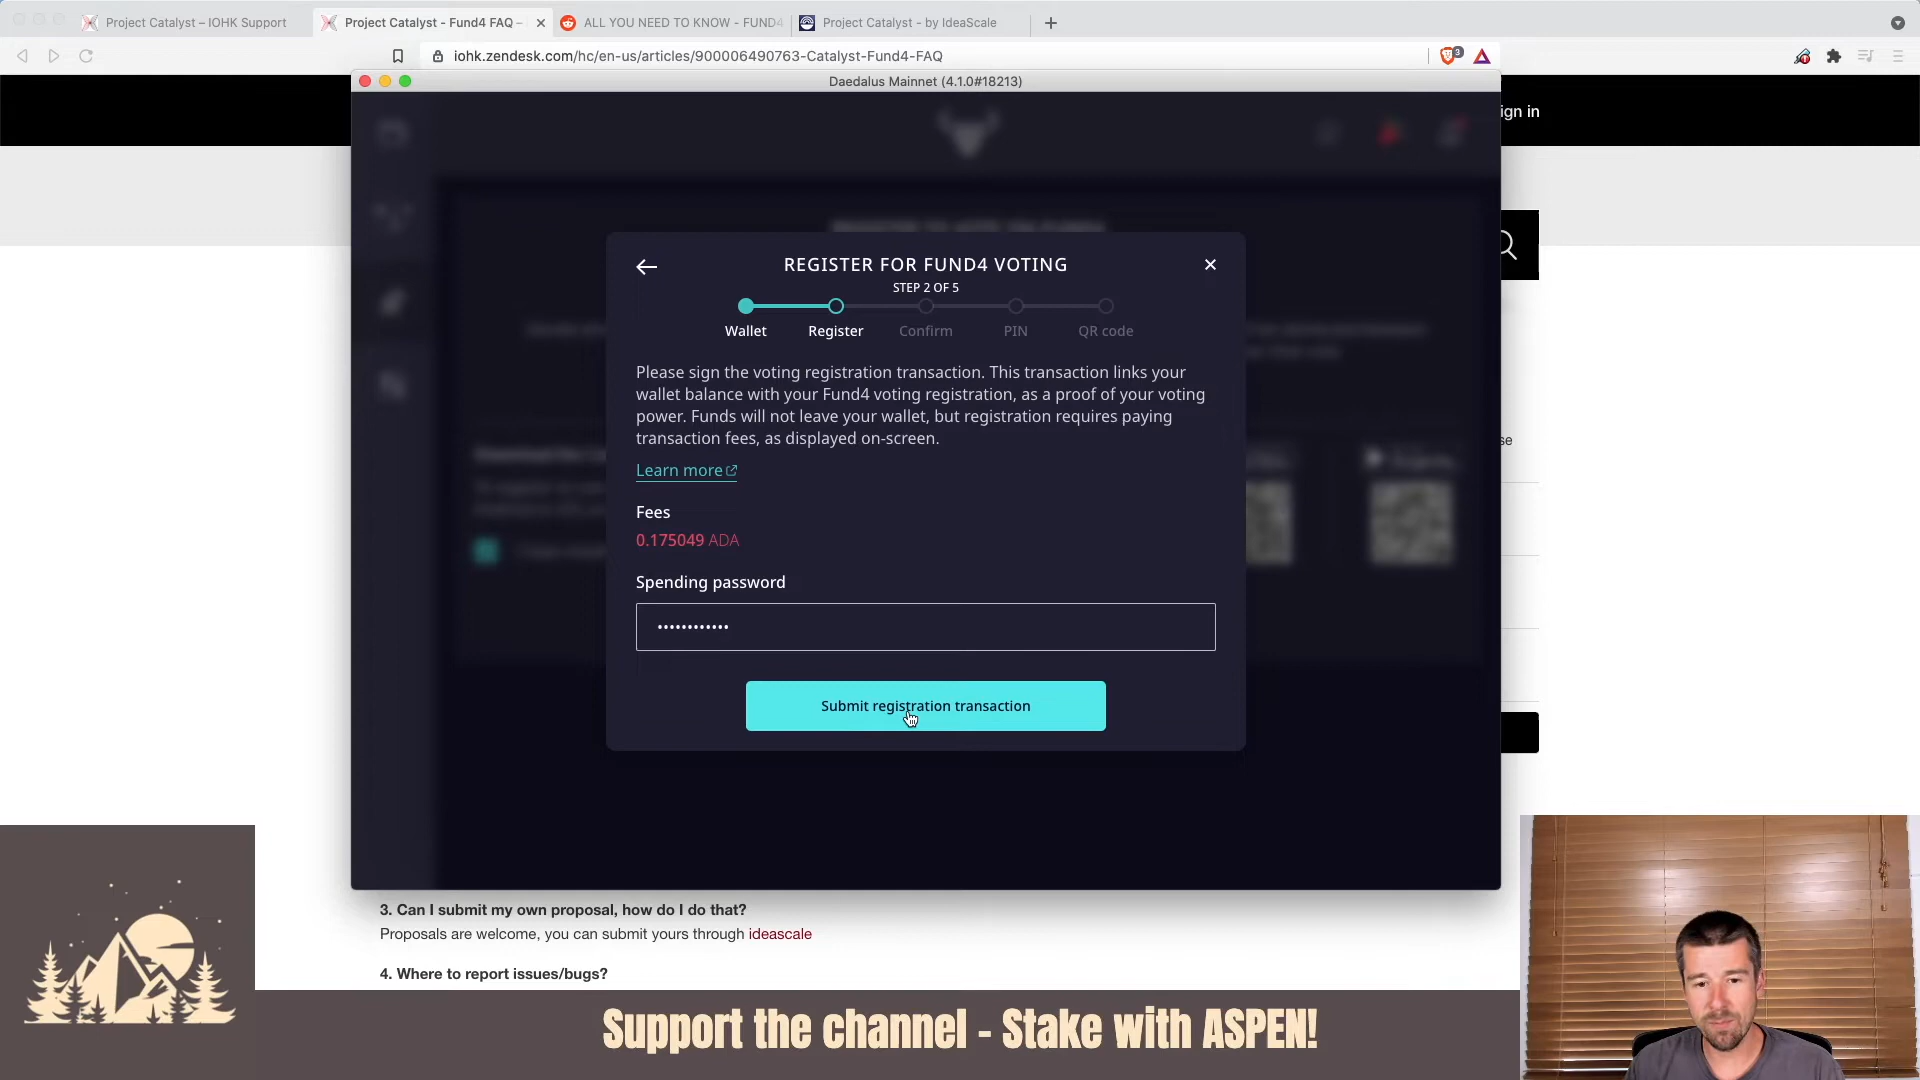 Project Catalyst – IOHK Support
Project Catalyst - Fund4 FAQ –
ALL YOU NEED TO KNOW - FUND4
Project Catalyst - by IdeaScale
iohk.zendesk.com/hc/en-us/articles/900006490763-Catalyst-Fund4-FAQ
3
Daedalus Mainnet (4.1.0#18213)
ign in
REGISTER FOR FUND4 VOTING
STEP 2 OF 5
Wallet
Register
Confirm
PIN
QR code
Please sign the voting registration transaction. This transaction links your
wallet balance with your Fund4 voting registration, as a proof of your voting
power. Funds will not leave your wallet, but registration requires paying
transaction fees, as displayed on-screen.
se
Learn more
Fees
0.175049 ADA
Spending password
••••••••••••
Submit registration transaction
3. Can I submit my own proposal, how do I do that?
Proposals are welcome, you can submit yours through ideascale
4. Where to report issues/bugs?
Support the channel - Stake with ASPEN!